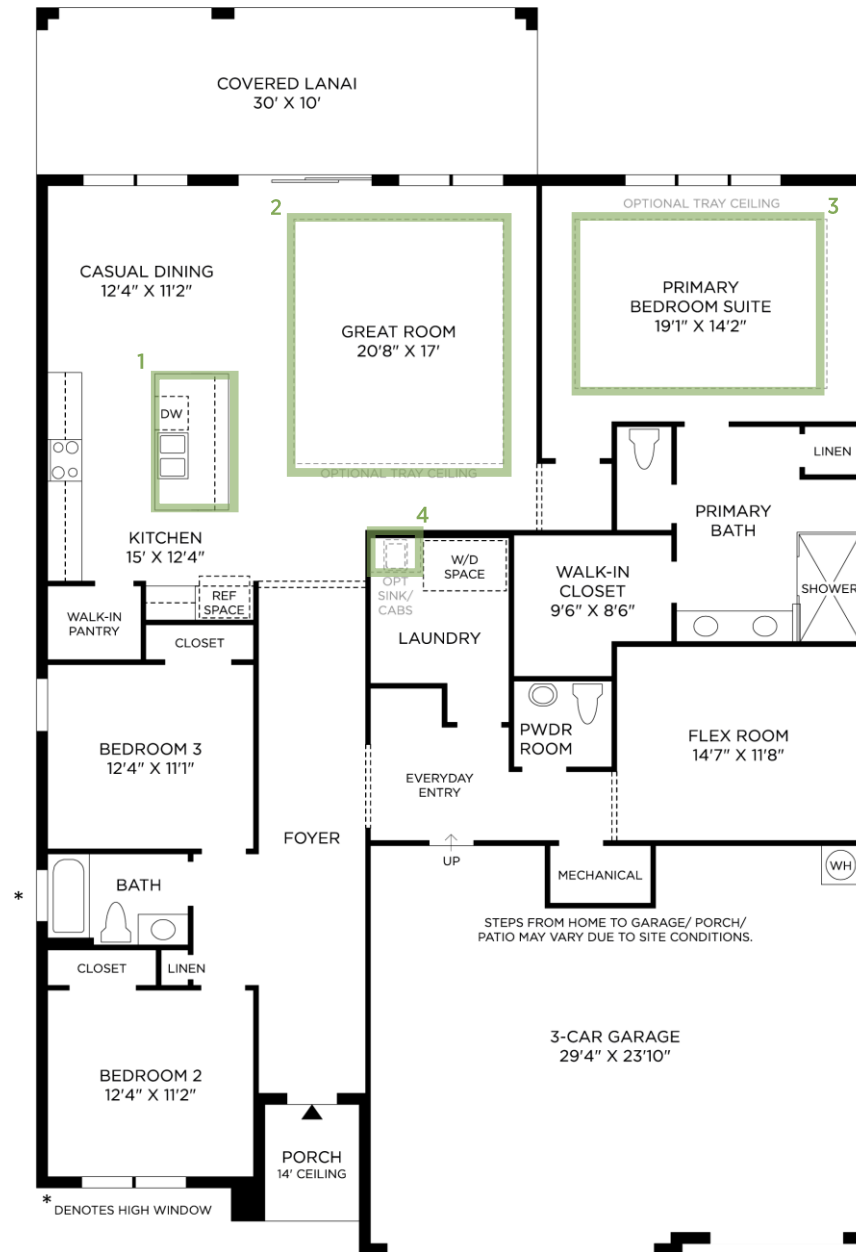 COVERED LANAI
30' X 10'
2
OPTIONAL TRAY CEILING
3
CASUAL DINING
12'4" X 11'2"
PRIMARY
BEDROOM SUITE
19'1" X 14'2"
GREAT ROOM
20'8" X 17'
1
DW
OPTIONAL TRAY CEILING
LINEN
PRIMARY
BATH
KITCHEN
15' X 12'4"
4
OPT
SINK/
CABS
W/D
SPACE
WALK-IN
CLOSET
9'6" X 8'6"
SHOWER
REF
SPACE
WALK-IN
PANTRY
CLOSET
LAUNDRY
BEDROOM 3
12'4" X 11'1"
PWDR
ROOM
FLEX ROOM
14'7" X 11'8"
EVERYDAY
ENTRY
FOYER
UP
BATH
*
MECHANICAL
WH
STEPS FROM HOME TO GARAGE/ PORCH/
PATIO MAY VARY DUE TO SITE CONDITIONS.
CLOSET
LINEN
3-CAR GARAGE
29'4" X 23'10"
BEDROOM 2
12'4" X 11'2"
PORCH
14' CEILING
* DENOTES HIGH WINDOW